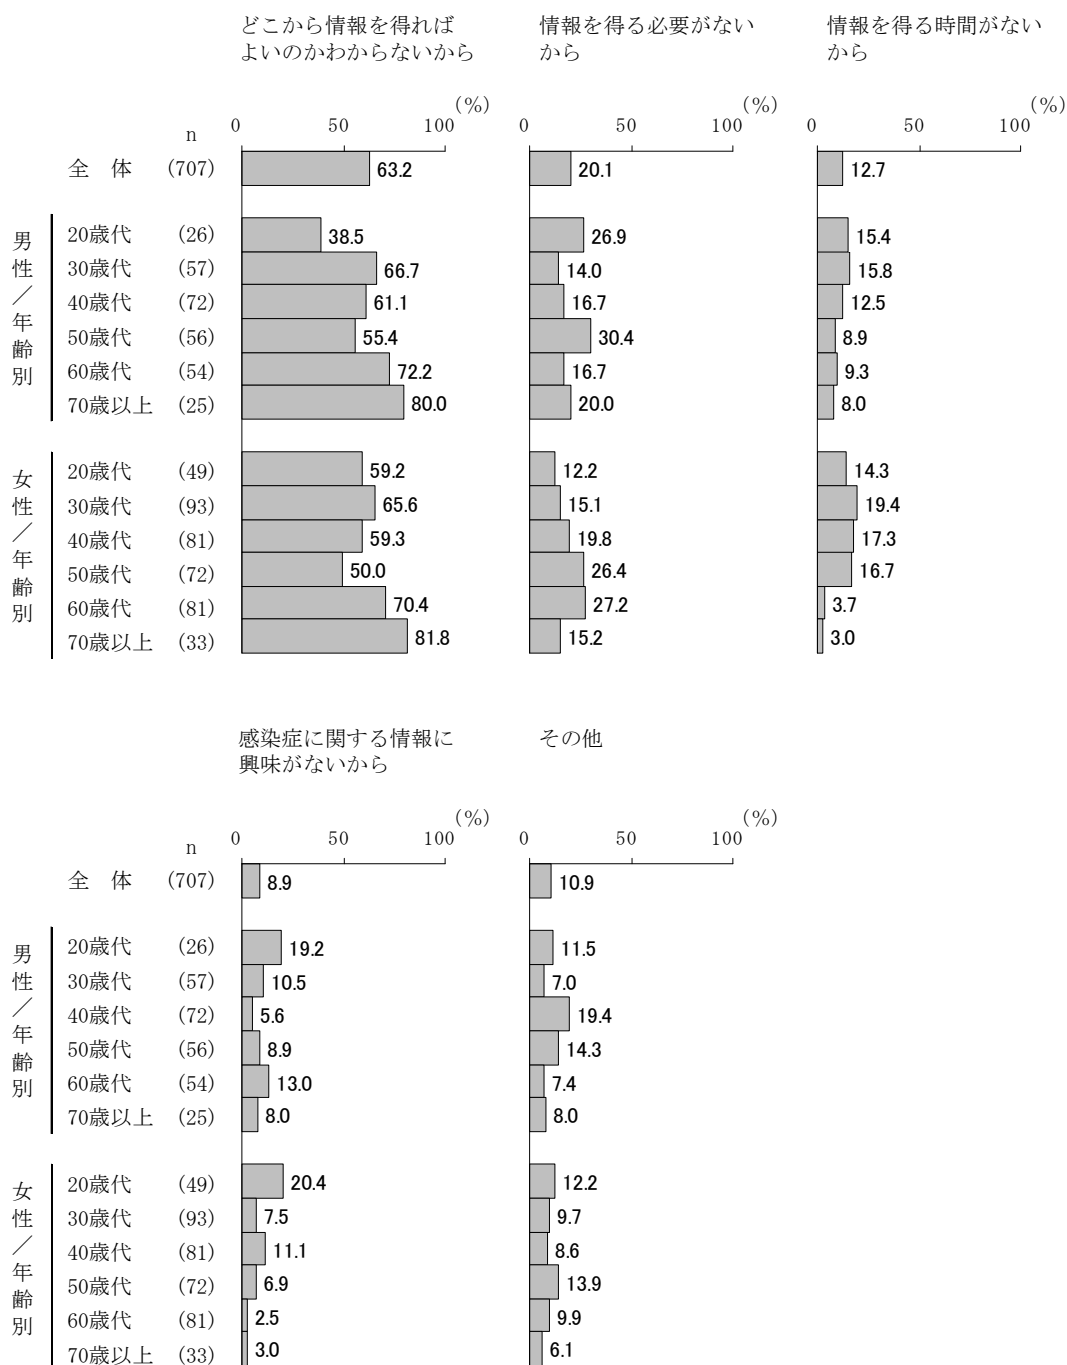 どこから情報を得れば
よいのかわからないから
情報を得る必要がない
から
情報を得る時間がない
から
(%) (%) (%)
n 0 50 100 0 50 100 0 50 100
全 体 (707) 63.2 20.1 12.7
男性／年齢別
20歳代 (26) 38.5 26.9 15.4
30歳代 (57) 66.7 14.0 15.8
40歳代 (72) 61.1 16.7 12.5
50歳代 (56) 55.4 30.4 8.9
60歳代 (54) 72.2 16.7 9.3
70歳以上 (25) 80.0 20.0 8.0
女性／年齢別
20歳代 (49) 59.2 12.2 14.3
30歳代 (93) 65.6 15.1 19.4
40歳代 (81) 59.3 19.8 17.3
50歳代 (72) 50.0 26.4 16.7
60歳代 (81) 70.4 27.2 3.7
70歳以上 (33) 81.8 15.2 3.0
感染症に関する情報に
興味がないから
その他
(%) (%)
n 0 50 100 0 50 100
全 体 (707) 8.9 10.9
男性／年齢別
20歳代 (26) 19.2 11.5
30歳代 (57) 10.5 7.0
40歳代 (72) 5.6 19.4
50歳代 (56) 8.9 14.3
60歳代 (54) 13.0 7.4
70歳以上 (25) 8.0 8.0
女性／年齢別
20歳代 (49) 20.4 12.2
30歳代 (93) 7.5 9.7
40歳代 (81) 11.1 8.6
50歳代 (72) 6.9 13.9
60歳代 (81) 2.5 9.9
70歳以上 (33) 3.0 6.1